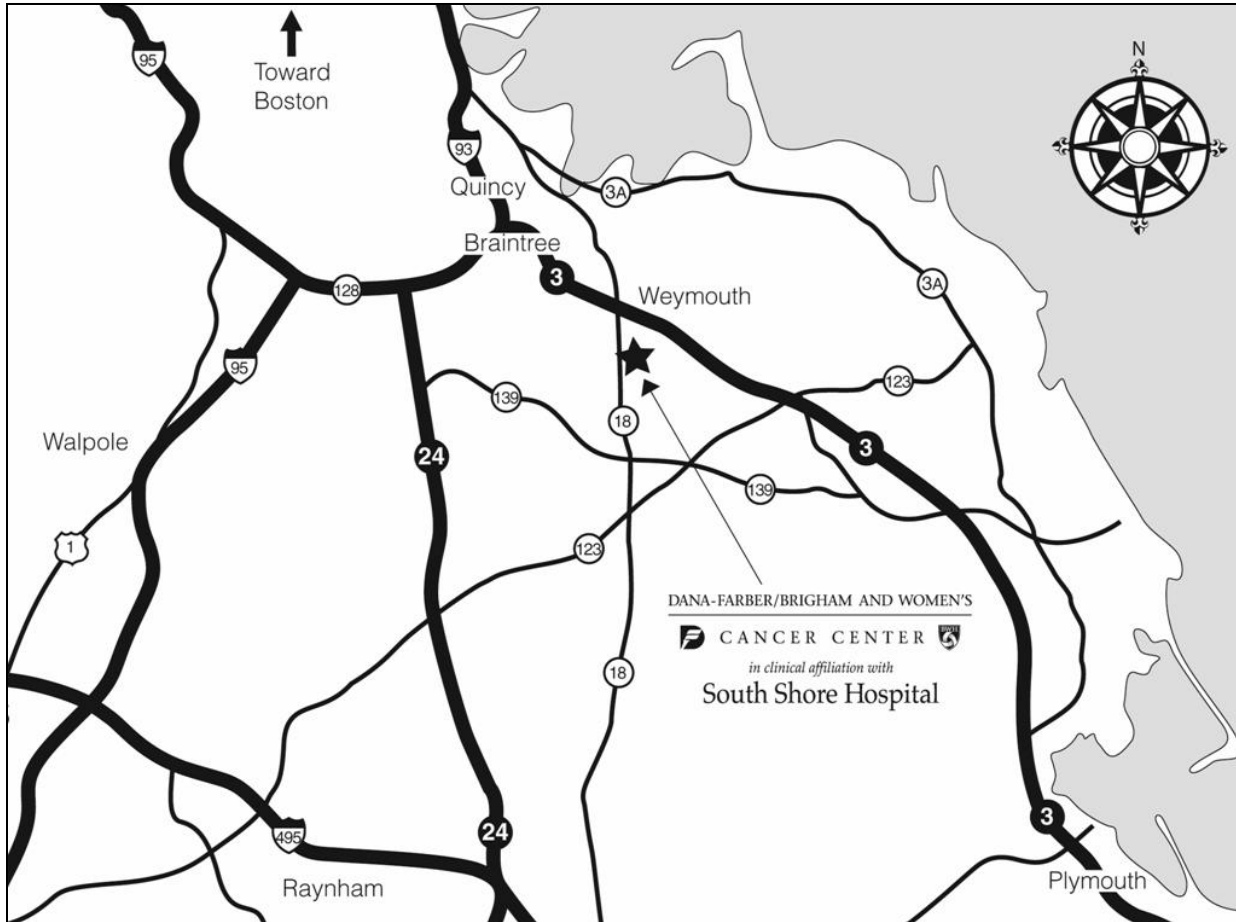 95
Toward
Boston
N
93
Quincy
3A
Braintree
3
Weymouth
128
3A
95
139
123
18
Walpole
24
3
139
1
123
DANA-FARBER/BRIGHAM AND WOMEN'S
CANCER CENTER
BWH
in clinical affiliation with
18
South Shore Hospital
495
24
3
Raynham
Plymouth